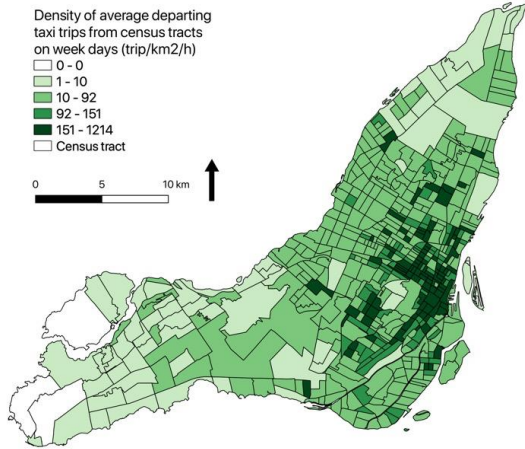 Density of average departing
taxi trips from census tracts
on week days (trip/km2/h)
0 - 0
1 - 10
10 - 92
92 - 151
151 - 1214
Census tract
0 5 10 km